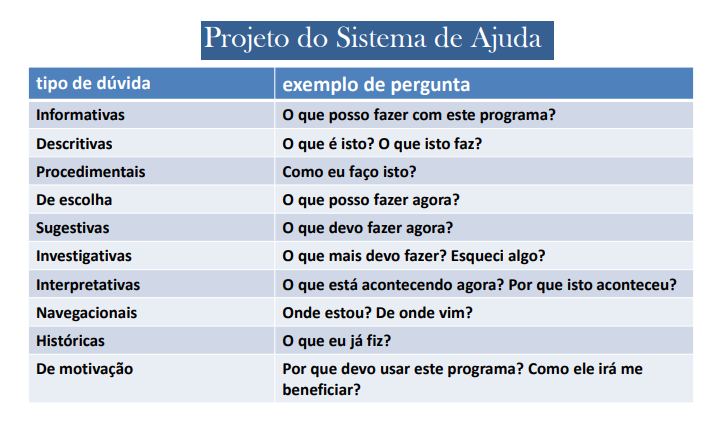 Projeto do Sistema de Ajuda
tipo de dúvida exemplo de pergunta
Informativas O que posso fazer com este programa?
Descritivas O que é isto? O que isto faz?
Procedimentais Como eu faço isto?
De escolha O que posso fazer agora?
Sugestivas O que devo fazer agora?
Investigativas O que mais devo fazer? Esqueci algo?
Interpretativas O que está acontecendo agora? Por que isto aconteceu?
Navegacionais Onde estou? De onde vim?
Históricas O que eu já fiz?
De motivação Por que devo usar este programa? Como ele irá me
beneficiar?